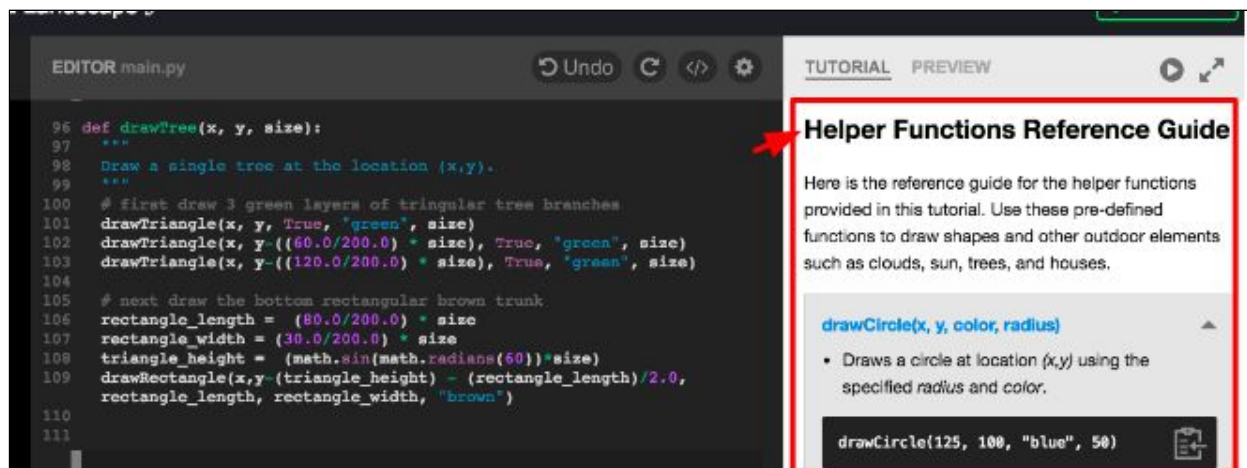 EDITOR main.py
Undo
</>
96 def drawTree(x, y, size):
97 """
98 Draw a single tree at the location (x,y).
99 """
100 # first draw 3 green layers of tringular tree branches
101 drawTriangle(x, y, True, "green", size)
102 drawTriangle(x, y-((60.0/200.0) * size), True, "green", size)
103 drawTriangle(x, y-((120.0/200.0) * size), True, "green", size)
104
105 # next draw the bottom rectangular brown trunk
106 rectangle_length = (80.0/200.0) * size
107 rectangle_width = (30.0/200.0) * size
108 triangle_height = (math.sin(math.radians(60))*size)
109 drawRectangle(x,y-(triangle_height) - (rectangle_length)/2.0,
rectangle_length, rectangle_width, "brown")
110
111
TUTORIAL PREVIEW
Helper Functions Reference Guide
Here is the reference guide for the helper functions
provided in this tutorial. Use these pre-defined
functions to draw shapes and other outdoor elements
such as clouds, sun, trees, and houses.
drawCircle(x, y, color, radius)
• Draws a circle at location (x,y) using the
specified radius and color.
drawCircle(125, 100, "blue", 50)